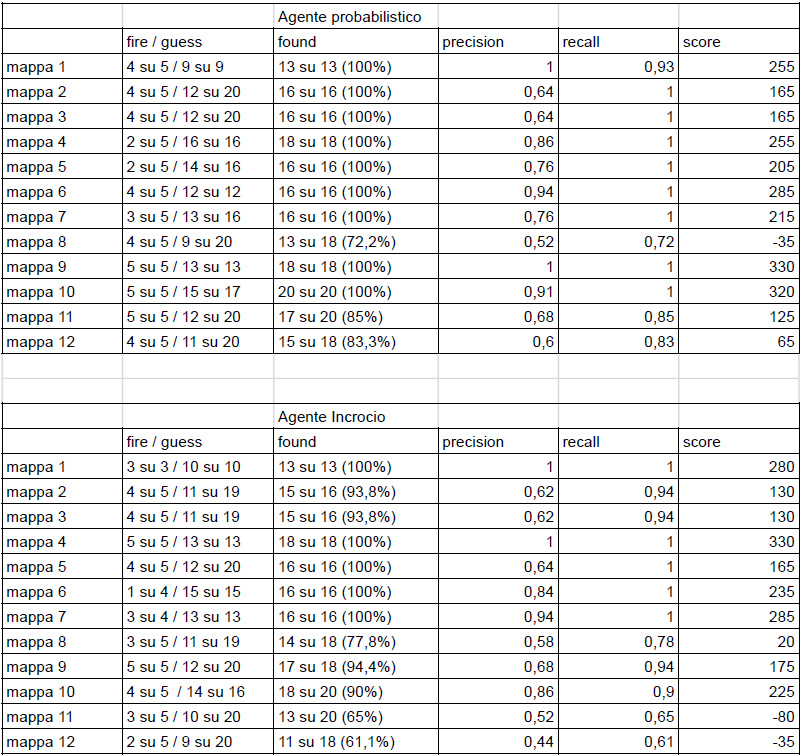 Agente probabilistico
fire / guess found precision recall score
mappa 1 4 su 5 / 9 su 9 13 su 13 (100%) 1 0,93 255
mappa 2 4 su 5 / 12 su 20 16 su 16 (100%) 0,64 1 165
mappa 3 4 su 5 / 12 su 20 16 su 16 (100%) 0,64 1 165
mappa 4 2 su 5 / 16 su 16 18 su 18 (100%) 0,86 1 255
mappa 5 2 su 5 / 14 su 16 16 su 16 (100%) 0,76 1 205
mappa 6 4 su 5 / 12 su 12 16 su 16 (100%) 0,94 1 285
mappa 7 3 su 5 / 13 su 16 16 su 16 (100%) 0,76 1 215
mappa 8 4 su 5 / 9 su 20 13 su 18 (72,2%) 0,52 0,72 -35
mappa 9 5 su 5 / 13 su 13 18 su 18 (100%) 1 1 330
mappa 10 5 su 5 / 15 su 17 20 su 20 (100%) 0,91 1 320
mappa 11 5 su 5 / 12 su 20 17 su 20 (85%) 0,68 0,85 125
mappa 12 4 su 5 / 11 su 20 15 su 18 (83,3%) 0,6 0,83 65
Agente Incrocio
fire / guess found precision recall score
mappa 1 3 su 3 / 10 su 10 13 su 13 (100%) 1 1 280
mappa 2 4 su 5 / 11 su 19 15 su 16 (93,8%) 0,62 0,94 130
mappa 3 4 su 5 / 11 su 19 15 su 16 (93,8%) 0,62 0,94 130
mappa 4 5 su 5 / 13 su 13 18 su 18 (100%) 1 1 330
mappa 5 4 su 5 / 12 su 20 16 su 16 (100%) 0,64 1 165
mappa 6 1 su 4 / 15 su 15 16 su 16 (100%) 0,84 1 235
mappa 7 3 su 4 / 13 su 13 16 su 16 (100%) 0,94 1 285
mappa 8 3 su 5 / 11 su 19 14 su 18 (77,8%) 0,58 0,78 20
mappa 9 5 su 5 / 12 su 20 17 su 18 (94,4%) 0,68 0,94 175
mappa 10 4 su 5 / 14 su 16 18 su 20 (90%) 0,86 0,9 225
mappa 11 3 su 5 / 10 su 20 13 su 20 (65%) 0,52 0,65 -80
mappa 12 2 su 5 / 9 su 20 11 su 18 (61,1%) 0,44 0,61 -35